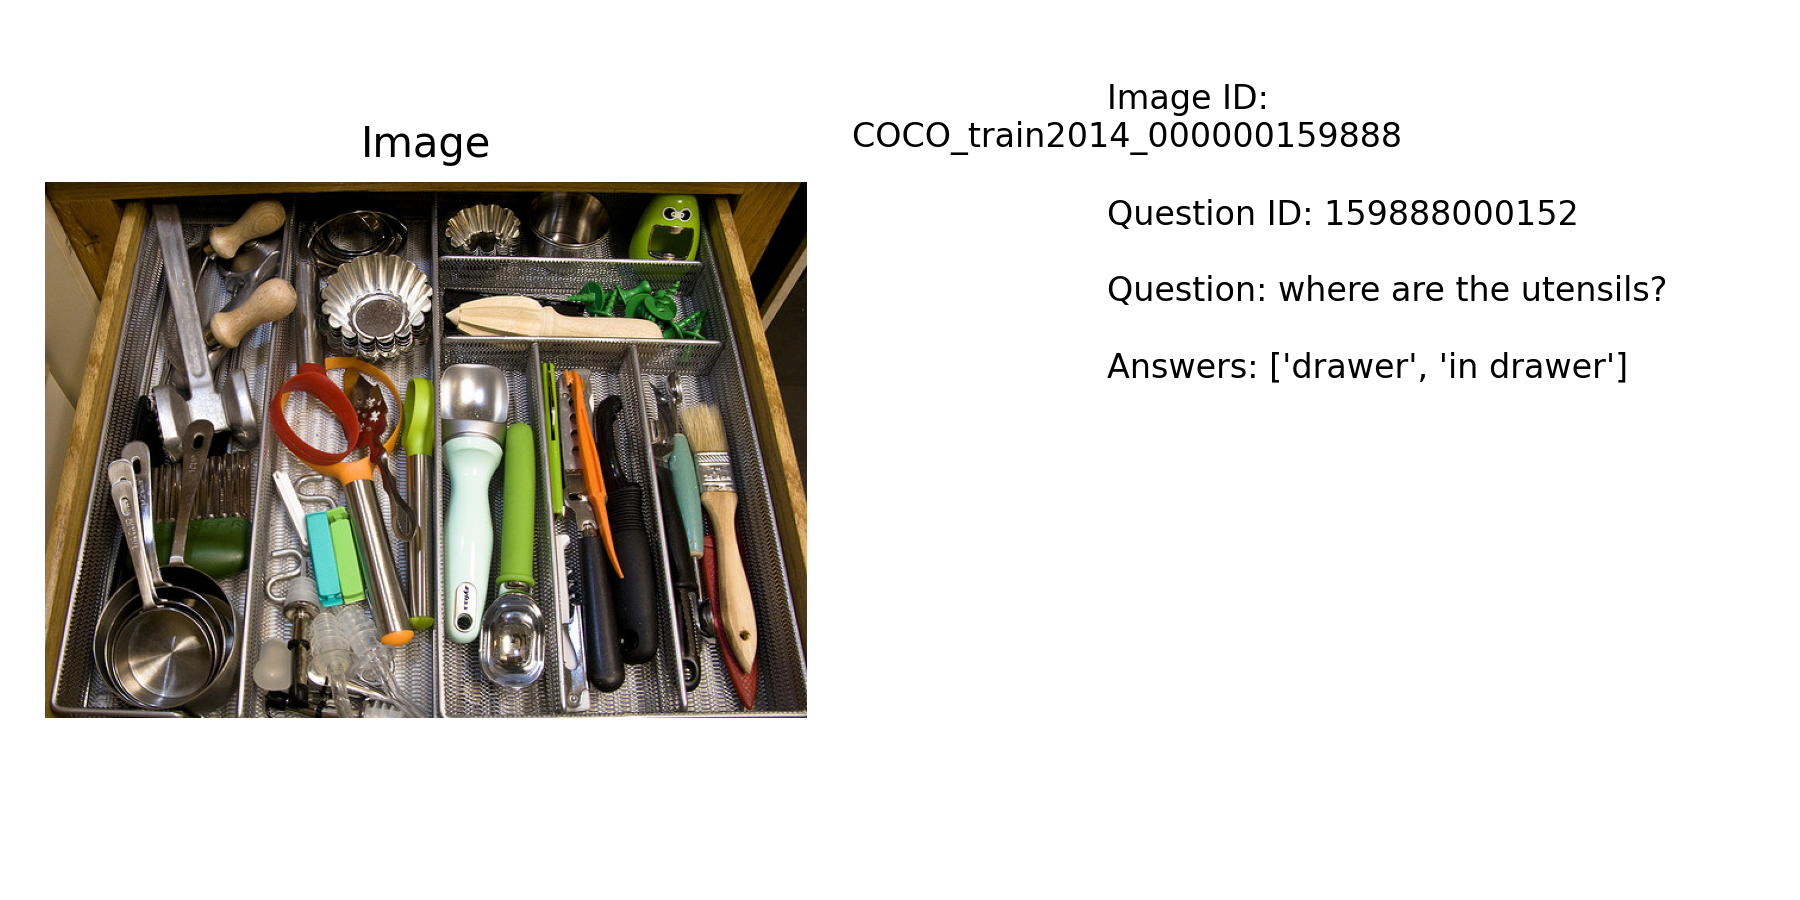 Image
Image ID:
COCO_train2014_000000159888
Question ID: 159888000152
Question: where are the utensils?
Answers: ['drawer', 'in drawer']